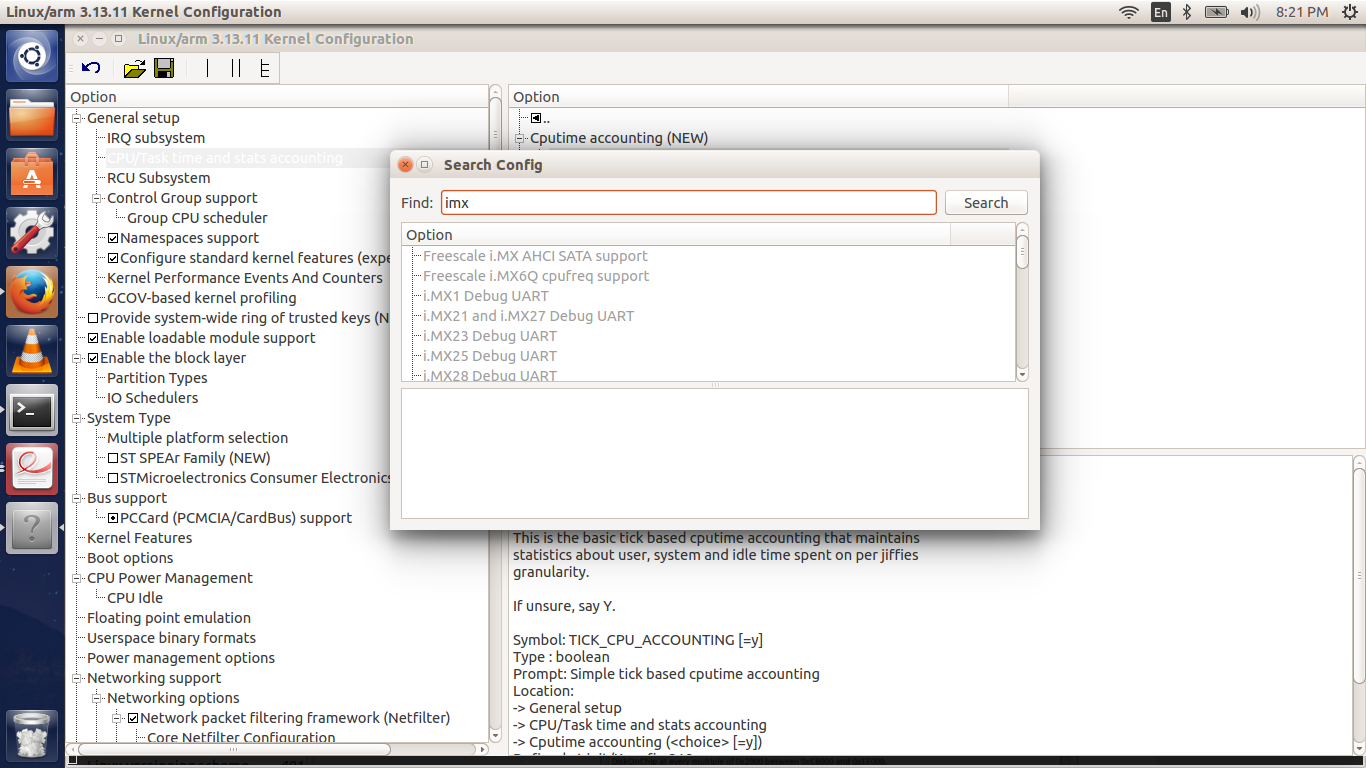 Linux/arm 3.13.11 Kernel Configuration
En
8:21 PM
Linux/arm 3.13.11 Kernel Configuration
Option
General setup
IRQ subsystem
CPU/Task time and stats accounting
RCU Subsystem
Control Group support
Group CPU scheduler
Namespaces support
Configure standard kernel features (expe
Kernel Performance Events And Counters
GCOV-based kernel profiling
Provide system-wide ring of trusted keys (N
Enable loadable module support
Enable the block layer
Partition Types
IO Schedulers
System Type
Multiple platform selection
ST SPEAr Family (NEW)
STMicroelectronics Consumer Electronics
Bus support
PCCard (PCMCIA/CardBus) support
Kernel Features
Boot options
CPU Power Management
CPU Idle
Floating point emulation
Userspace binary formats
Power management options
Networking support
Networking options
Network packet filtering framework (Netfilter)
Core Netfilter Configuration
Option
..
Cputime accounting (NEW)
Search Config
Find:
imx
Search
Option
Freescale i.MX AHCI SATA support
Freescale i.MX6Q cpufreq support
i.MX1 Debug UART
i.MX21 and i.MX27 Debug UART
i.MX23 Debug UART
i.MX25 Debug UART
i.MX28 Debug UART
This is the basic tick based cputime accounting that maintains
statistics about user, system and idle time spent on per jiffies
granularity.
If unsure, say Y.
Symbol: TICK_CPU_ACCOUNTING [=y]
Type : boolean
Prompt: Simple tick based cputime accounting
Location:
-> General setup
-> CPU/Task time and stats accounting
-> Cputime accounting (<choice> [=y])